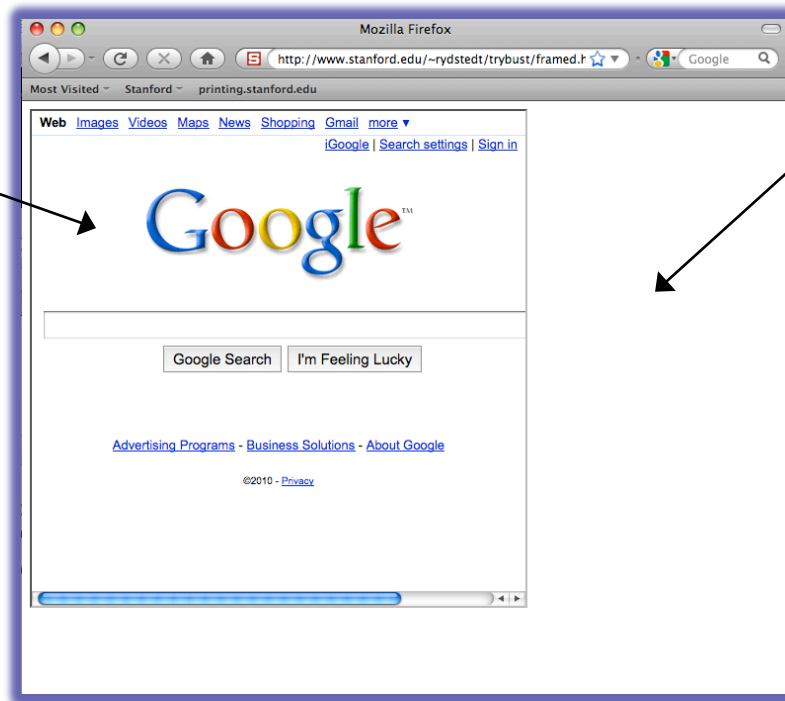 Mozilla Firefox
http://www.stanford.edu/~rydstedt/trybust/framed.h Google
Most Visited Stanford printing.stanford.edu
Web Images Videos Maps News Shopping Gmail more ▼
iGoogle | Search settings | Sign in
Google™
Google Search I'm Feeling Lucky
Advertising Programs - Business Solutions - About Google
©2010 - Privacy